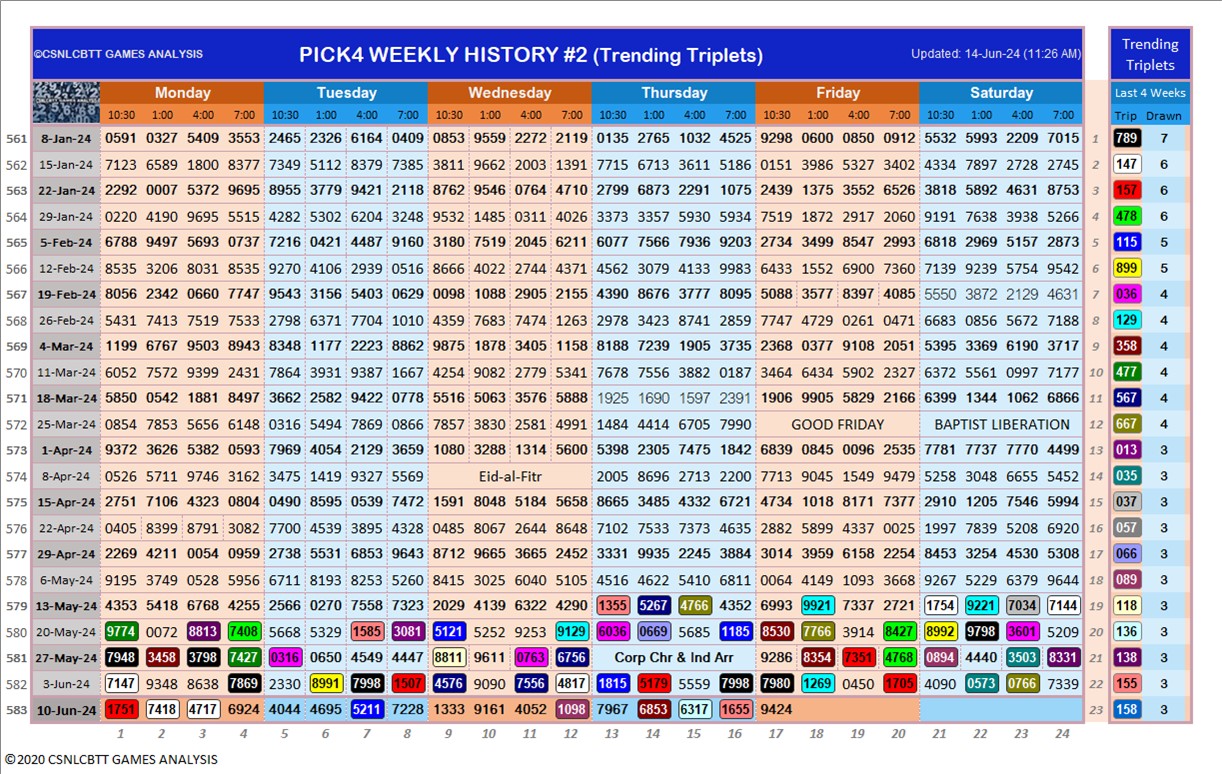 ©CSNLCBTT GAMES ANALYSIS PICK4 WEEKLY HISTORY #2 (Trending Triplets) Updated: 14-Jun-24 (11:26 AM) Trending Triplets
Monday Tuesday Wednesday Thursday Friday Saturday Last 4 Weeks
10:30 1:00 4:00 7:00 10:30 1:00 4:00 7:00 10:30 1:00 4:00 7:00 10:30 1:00 4:00 7:00 10:30 1:00 4:00 7:00 10:30 1:00 4:00 7:00 Trip Drawn
561 8-Jan-24 0591 0327 5409 3553 2465 2326 6164 0409 0853 9559 2272 2119 0135 2765 1032 4525 9298 0600 0850 0912 5532 5993 2209 7015 1 789 7
562 15-Jan-24 7123 6589 1800 8377 7349 5112 8379 7385 3811 9662 2003 1391 7715 6713 3611 5186 0151 3986 5327 3402 4334 7897 2728 2745 2 147 6
563 22-Jan-24 2292 0007 5372 9695 8955 3779 9421 2118 8762 9546 0764 4710 2799 6873 2291 1075 2439 1375 3552 6526 3818 5892 4631 8753 3 157 6
564 29-Jan-24 0220 4190 9695 5515 4282 5302 6204 3248 9532 1485 0311 4026 3373 3357 5930 5934 7519 1872 2917 2060 9191 7638 3938 5266 4 478 6
565 5-Feb-24 6788 9497 5693 0737 7216 0421 4487 9160 3180 7519 2045 6211 6077 7566 7936 9203 2734 3499 8547 2993 6818 2969 5157 2873 5 115 5
566 12-Feb-24 8535 3206 8031 8535 9270 4106 2939 0516 8666 4022 2744 4371 4562 3079 4133 9983 6433 1552 6900 7360 7139 9239 5754 9542 6 899 5
567 19-Feb-24 8056 2342 0660 7747 9543 3156 5403 0629 9098 1088 2905 2155 4390 8676 3777 8095 5088 3577 8397 4085 5550 3872 2129 4631 7 036 4
568 26-Feb-24 5431 7413 7519 7533 2798 6371 7704 1010 4359 7683 7474 1263 2978 3423 8741 2859 7747 4729 0261 0471 6683 0856 5672 7188 8 129 4
569 4-Mar-24 1199 6767 9503 8943 8348 1177 2223 8862 9875 1878 3405 1158 8188 7239 1905 3735 2368 0377 9108 2051 5395 3369 6190 3717 9 358 4
570 11-Mar-24 6052 7572 9399 2431 7864 3931 9387 1667 4254 9082 2779 5341 7678 7556 3882 0187 3464 6434 5902 2327 6372 5561 0997 7177 10 477 4
571 18-Mar-24 5850 0542 1881 8497 3662 2582 9422 0778 5516 5063 3576 5888 1925 1690 1597 2391 1906 9905 5829 2166 6399 1344 1062 6866 11 567 4
572 25-Mar-24 0854 7853 5656 6148 0316 5494 7869 0866 7857 3830 2581 4991 1484 4414 6705 7990 GOOD FRIDAY BAPTIST LIBERATION 12 667 4
573 1-Apr-24 9372 3626 5382 0593 7969 4054 2129 3659 1080 3288 1314 5600 5398 2305 7475 1842 6839 0845 0096 2535 7781 7737 7770 4499 13 013 3
574 8-Apr-24 0526 5711 9746 3162 3475 1419 9327 5569 Eid-al-Fitr 2005 8696 2713 2200 7713 9045 1549 9479 5258 3048 6655 5452 14 035 3
575 15-Apr-24 2751 7106 4323 0804 0490 8595 0539 7472 1591 8048 5184 5658 8665 3485 4332 6721 4734 1018 8171 7377 2910 1205 7546 5994 15 037 3
576 22-Apr-24 0405 8399 8791 3082 7700 4539 3895 4328 0485 8067 2644 8648 7102 7533 7373 4635 2882 5899 4337 0025 1997 7839 5208 6920 16 057 3
577 29-Apr-24 2269 4211 0054 0959 2738 5531 6853 9643 8712 9665 3665 2452 3331 9935 2245 3884 3014 3959 6158 2254 8453 3254 4530 5308 17 066 3
578 6-May-24 9195 3749 0528 5956 6711 8193 8253 5260 8415 3025 6040 5105 4516 4622 5410 6811 0064 4149 1093 3668 9267 5229 6379 9644 18 089 3
579 13-May-24 4353 5418 6768 4255 2566 0270 7558 7323 2029 4139 6322 4290 1355 5267 4766 4352 6993 9921 7337 2721 1754 9221 7034 7144 19 118 3
580 20-May-24 9774 0072 8813 7408 5668 5329 1585 3081 5121 5252 9253 9129 6036 0669 5685 1185 8530 7766 3914 8427 8992 9798 3601 5209 20 136 3
581 27-May-24 7948 3458 3798 7427 0316 0650 4549 4447 8811 9611 0763 6756 Corp Chr & Ind Arr 9286 8354 7351 4768 0894 4440 3503 8331 21 138 3
582 3-Jun-24 7147 9348 8638 7869 2330 8991 7998 1507 4576 9090 7556 4817 1815 5179 5559 7998 7980 1269 0450 1705 4090 0573 0766 7339 22 155 3
583 10-Jun-24 1751 7418 4717 6924 4044 4695 5211 7228 1333 9161 4052 1098 7967 6853 6317 1655 9424 23 158 3
1 2 3 4 5 6 7 8 9 10 11 12 13 14 15 16 17 18 19 20 21 22 23 24
©2020 CSNLCBTT GAMES ANALYSIS